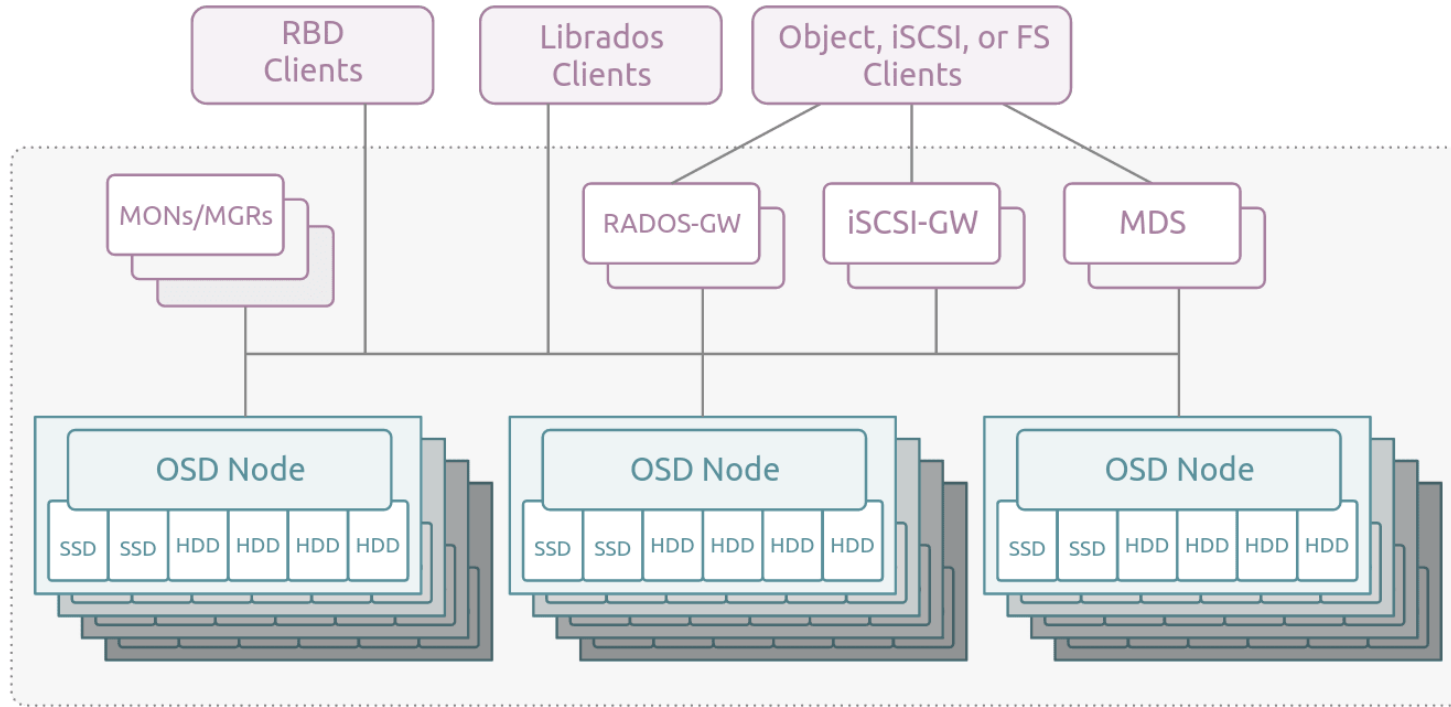 RBD
Clients
Librados
Clients
Object, iSCSI, or FS
Clients
MONs/MGRs
RADOS-GW
iSCSI-GW
MDS
OSD Node
SSD SSD HDD HDD HDD HDD
OSD Node
SSD SSD HDD HDD HDD HDD
OSD Node
SSD SSD HDD HDD HDD HDD